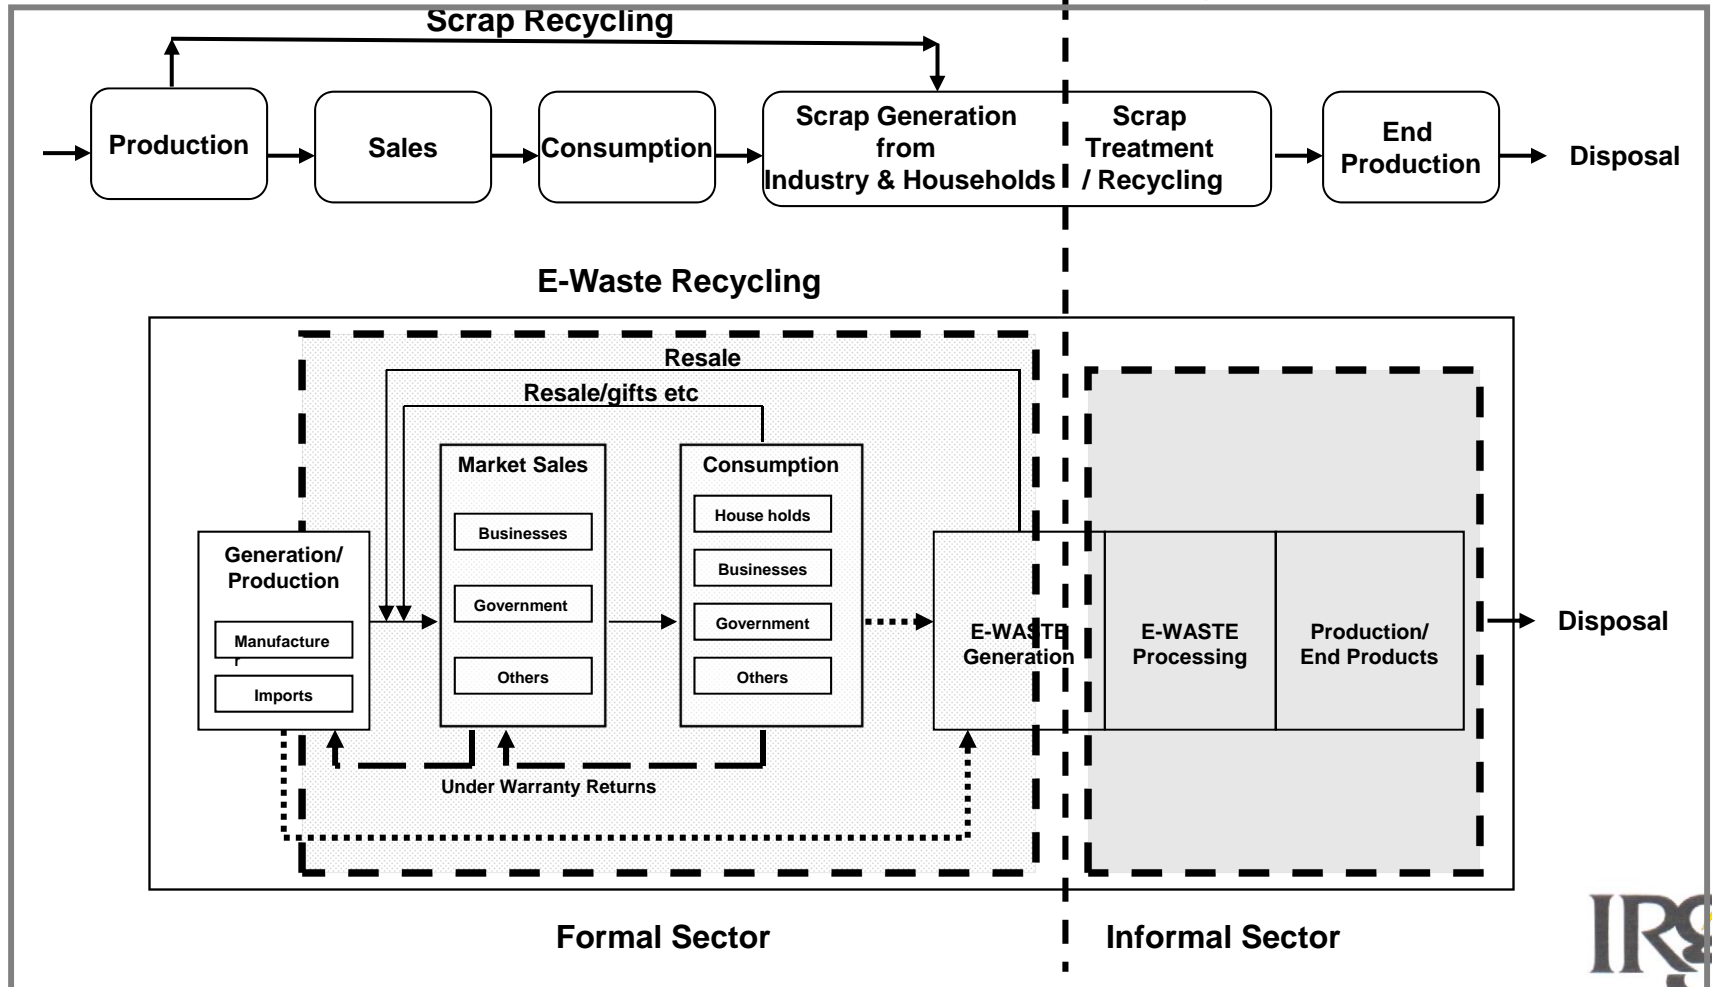 Scrap Recycling
Production
Sales
Consumption
Scrap Generation
from
Industry & Households
Scrap
Treatment
/ Recycling
End
Production
Disposal
E-Waste Recycling
Resale
Resale/gifts etc
Generation/
Production
Manufacture
r
Imports
Market Sales
Businesses
Government
Others
Consumption
House holds
Businesses
Government
Others
E-WASTE
Generation
E-WASTE
Processing
Production/
End Products
Disposal
Under Warranty Returns
Formal Sector
Informal Sector
IRg